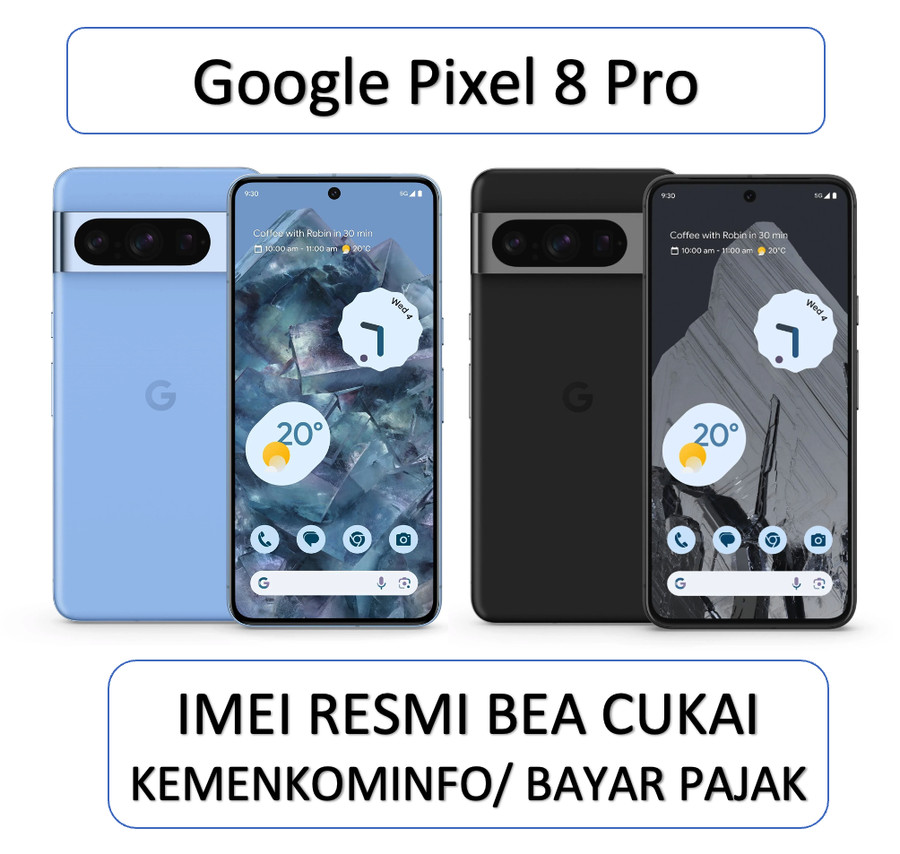 Google Pixel 8 Pro
9:30
5G
Coffee with Robin in 30 min
10:00 am - 11:00 am 20°C
Wed 4
20°
G
G
9:30
5G
Coffee with Robin in 30 min
10:00 am - 11:00 am 20°C
Wed 4
20°
G
G
IMEI RESMI BEA CUKAI
KEMENKOMINFO/ BAYAR PAJAK